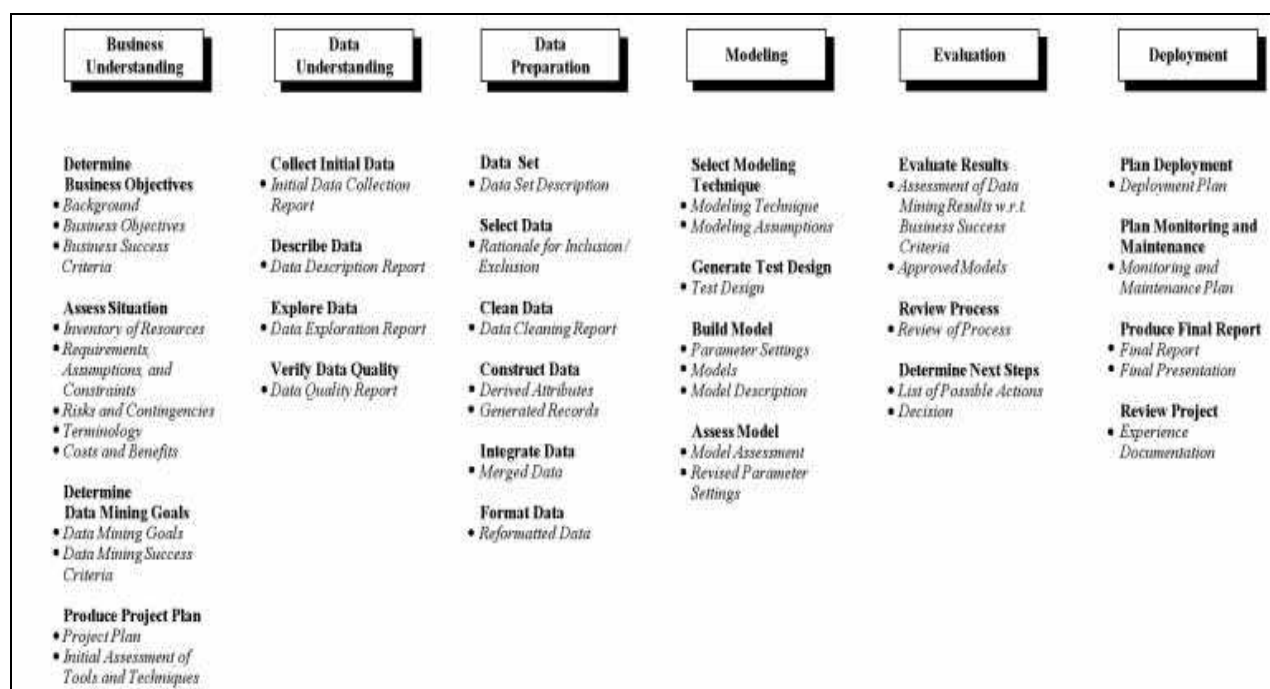 Business
Understanding
Data
Understanding
Data
Preparation
Modeling
Evaluation
Deployment
Determine
Business Objectives
• Background
• Business Objectives
• Business Success
Criteria
Assess Situation
• Inventory of Resources
• Requirements,
Assumptions, and
Constraints
• Risks and Contingencies
• Terminology
• Costs and Benefits
Determine
Data Mining Goals
• Data Mining Goals
• Data Mining Success
Criteria
Produce Project Plan
• Project Plan
• Initial Assessment of
Tools and Techniques
Collect Initial Data
• Initial Data Collection
Report
Describe Data
• Data Description Report
Explore Data
• Data Exploration Report
Verify Data Quality
• Data Quality Report
Data Set
• Data Set Description
Select Data
• Rationale for Inclusion /
Exclusion
Clean Data
• Data Cleaning Report
Construct Data
• Derived Attributes
• Generated Records
Integrate Data
• Merged Data
Format Data
• Reformatted Data
Select Modeling
Technique
• Modeling Technique
• Modeling Assumptions
Generate Test Design
• Test Design
Build Model
• Parameter Settings
• Models
• Model Description
Assess Model
• Model Assessment
• Revised Parameter
Settings
Evaluate Results
• Assessment of Data
Mining Results w.r.t.
Business Success
Criteria
• Approved Models
Review Process
• Review of Process
Determine Next Steps
• List of Possible Actions
• Decision
Plan Deployment
• Deployment Plan
Plan Monitoring and
Maintenance
• Monitoring and
Maintenance Plan
Produce Final Report
• Final Report
• Final Presentation
Review Project
• Experience
Documentation